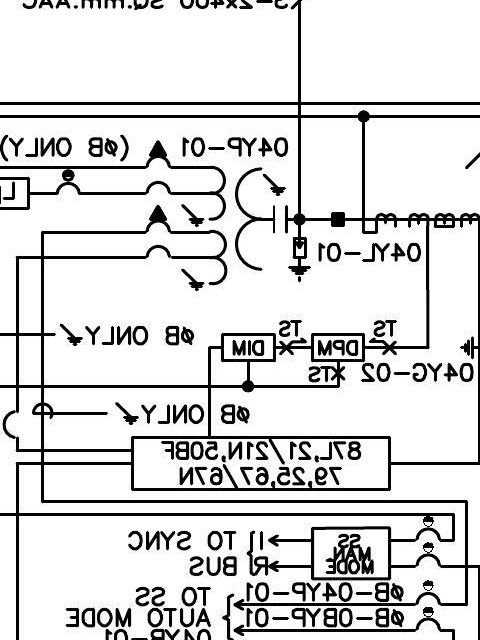 3-2x400 SQ.mm.AAC
04YP-01 (ØB ONLY)
04YL-01
ØB ONLY
DIM
TS
DPM
TS
TS
04YG-02
ØB ONLY
87L,21/21N,50BF
79,25,67/67N
I] TO SYNC
R] BUS
SS
MAN
MODE
TO SS
AUTO MODE
04YP-01
ØB-04YP-01
ØB-0BYP-01